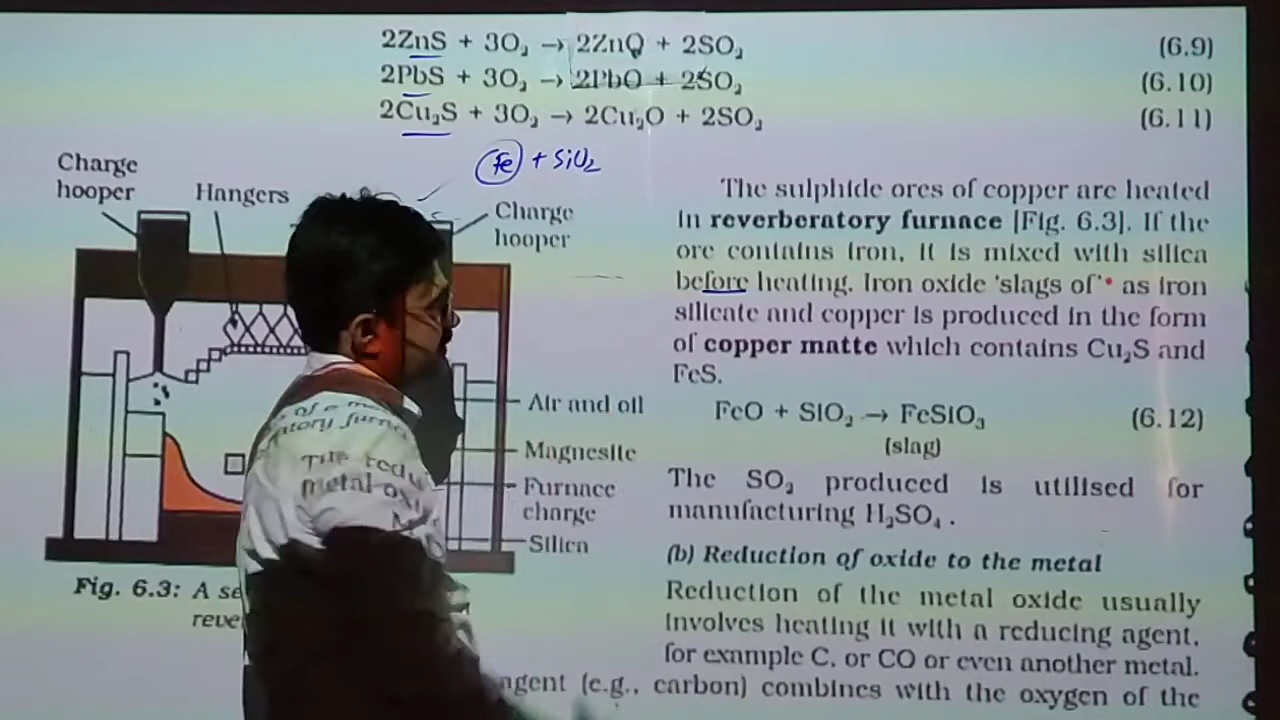 2ZnS + 3O₂ → 2ZnO + 2SO₂ (6.9)
2PbS + 3O₂ → 2PbO + 2SO₂ (6.10)
2Cu₂S + 3O₂ → 2Cu₂O + 2SO₂ (6.11)
Fe + SiO₂
Charge
hooper
Hangers
Charge
hooper
Air and oil
Magnesite
Furnace
charge
Silica
Fig. 6.3: A se
reve
The sulphide ores of copper are heated
in reverberatory furnace [Fig. 6.3]. If the
ore contains iron, it is mixed with silica
before heating. Iron oxide 'slags of'• as iron
silicate and copper is produced in the form
of copper matte which contains Cu₂S and
FeS.
FeO + SiO₂ → FeSiO₃ (6.12)
(slag)
The SO₂ produced is utilised for
manufacturing H₂SO₄.
(b) Reduction of oxide to the metal
Reduction of the metal oxide usually
involves heating it with a reducing agent,
for example C, or CO or even another metal.
agent (e.g., carbon) combines with the oxygen of the
of a
The redu
metal ox